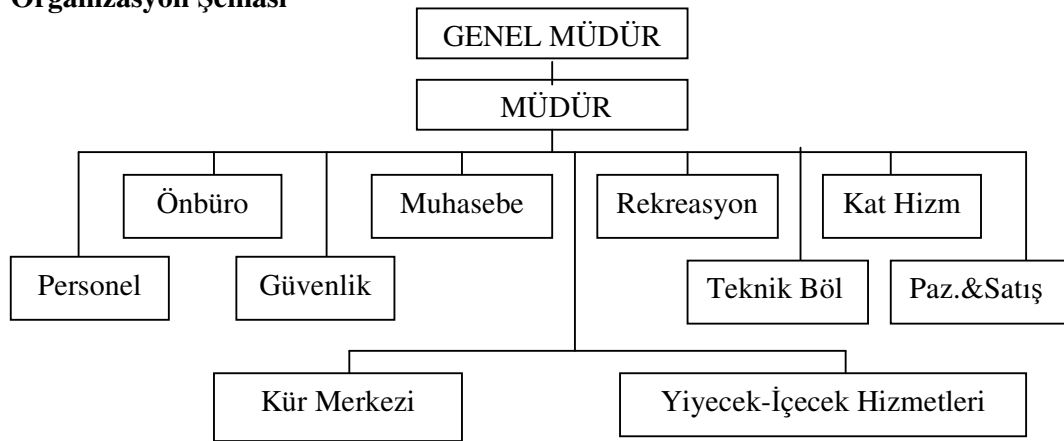 Organizasyon Şeması
GENEL MÜDÜR
MÜDÜR
Önbüro
Muhasebe
Rekreasyon
Kat Hizm
Personel
Güvenlik
Teknik Böl
Paz.&Satış
Kür Merkezi
Yiyecek-İçecek Hizmetleri